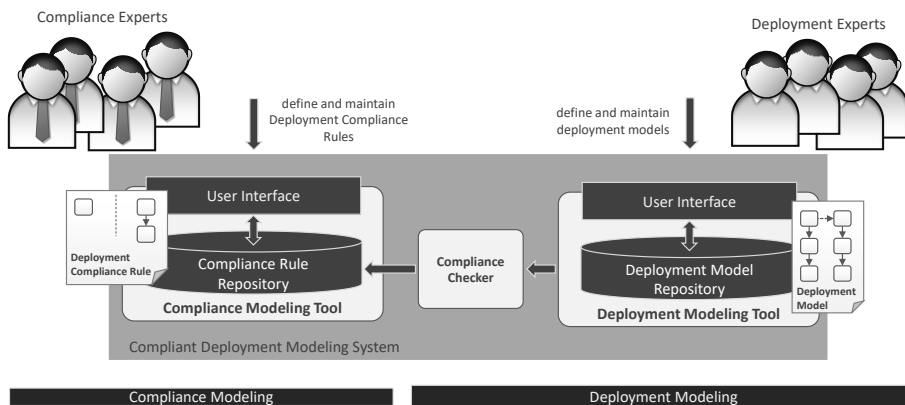 Compliance Experts
Deployment Experts
define and maintain
Deployment Compliance
Rules
define and maintain
deployment models
User Interface
Compliance Rule
Repository
Compliance Modeling Tool
Deployment
Compliance Rule
Compliance
Checker
User Interface
Deployment Model
Repository
Deployment Modeling Tool
Deployment
Model
Compliant Deployment Modeling System
Compliance Modeling
Deployment Modeling